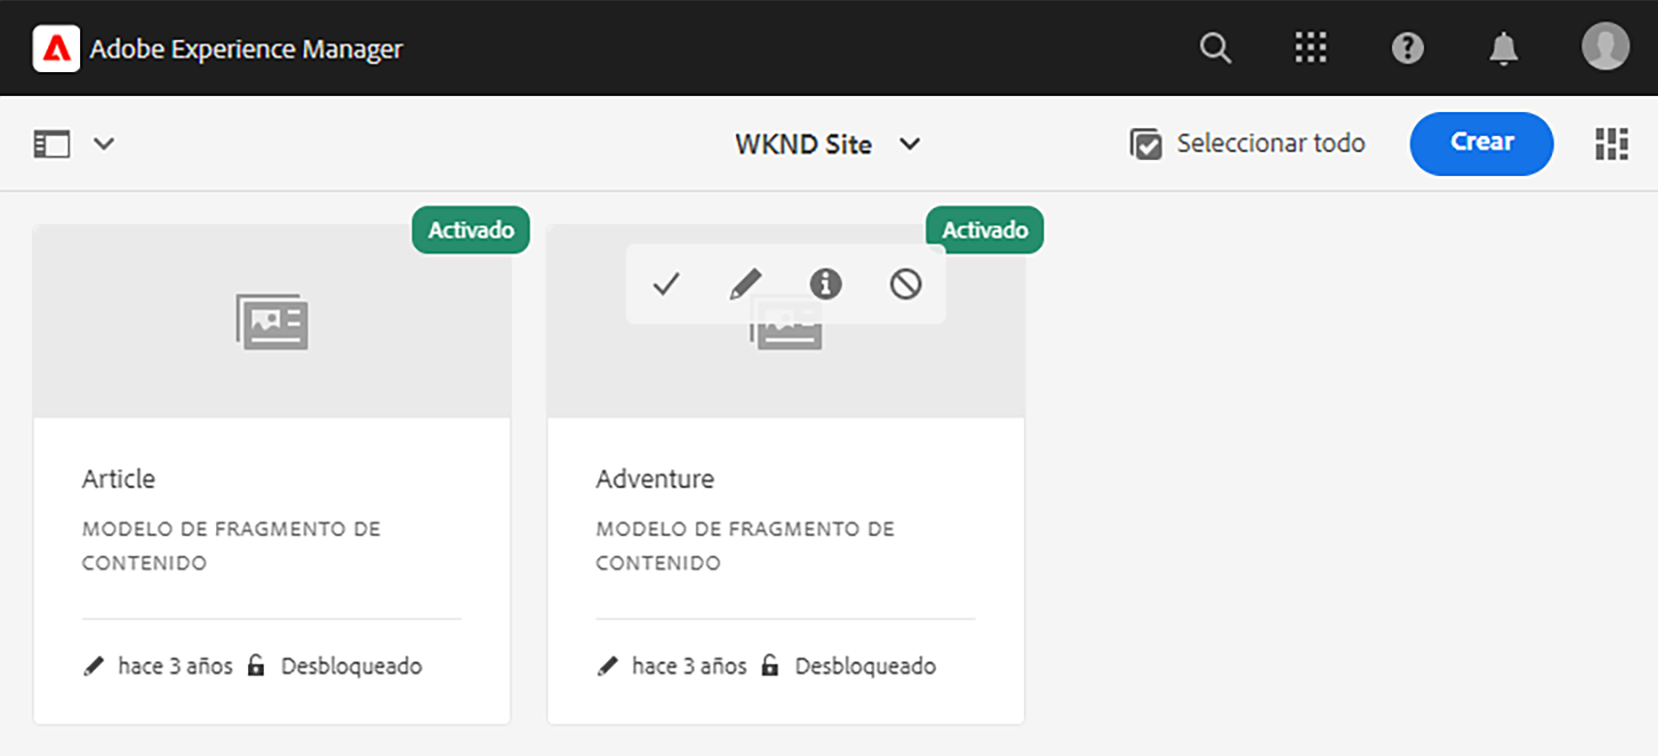 Adobe Experience Manager
WKND Site
Seleccionar todo
Crear
Activado
Article
MODELO DE FRAGMENTO DE
CONTENIDO
hace 3 años
Desbloqueado
Activado
Adventure
MODELO DE FRAGMENTO DE
CONTENIDO
hace 3 años
Desbloqueado